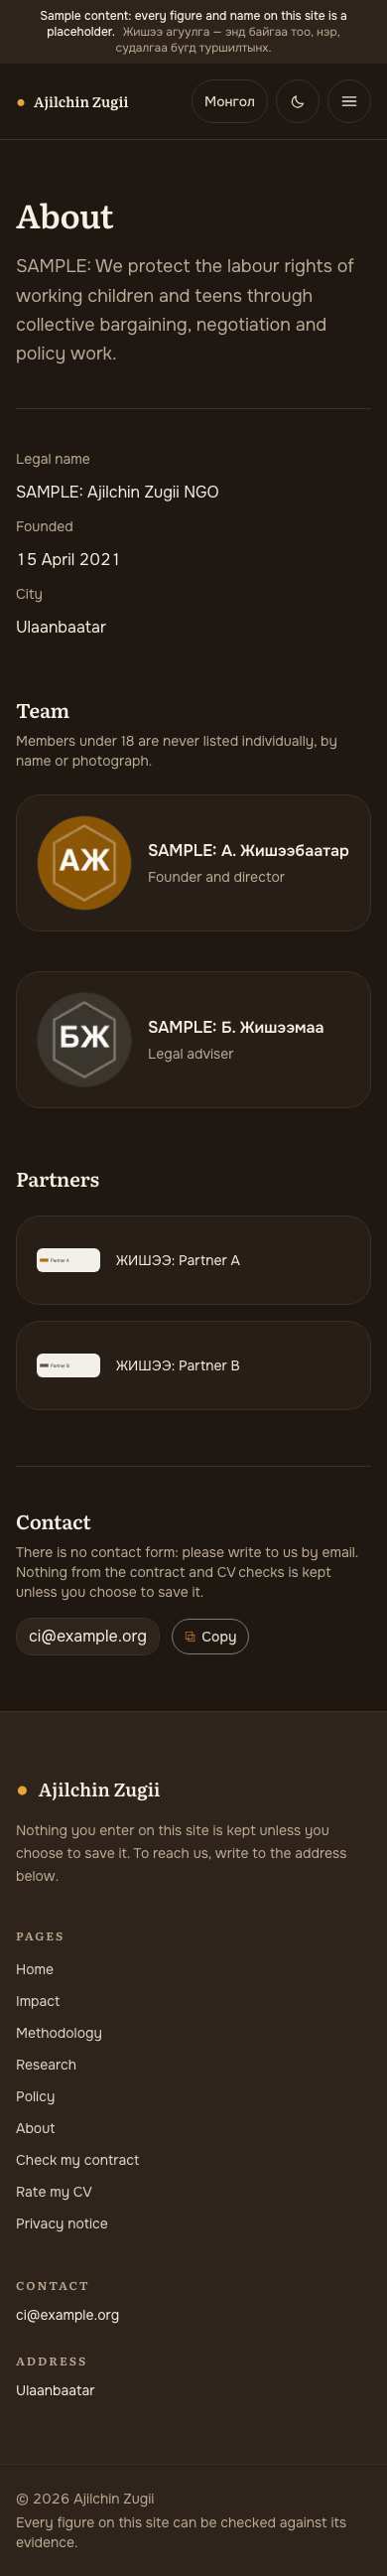 Sample content: every figure and name on this site is a
placeholder. Жишээ агуулга — энд байгаа тоо, нэр,
судалгаа бүгд туршилтынх.
Ajilchin Zugii
Монгол
About
SAMPLE: We protect the labour rights of
working children and teens through
collective bargaining, negotiation and
policy work.
Legal name
SAMPLE: Ajilchin Zugii NGO
Founded
15 April 2021
City
Ulaanbaatar
Team
Members under 18 are never listed individually, by
name or photograph.
АЖ
SAMPLE: А. Жишээбаатар
Founder and director
БЖ
SAMPLE: Б. Жишээмаа
Legal adviser
Partners
Partner A
ЖИШЭЭ: Partner A
Partner B
ЖИШЭЭ: Partner B
Contact
There is no contact form: please write to us by email.
Nothing from the contract and CV checks is kept
unless you choose to save it.
ci@example.org
Copy
Ajilchin Zugii
Nothing you enter on this site is kept unless you
choose to save it. To reach us, write to the address
below.
PAGES
Home
Impact
Methodology
Research
Policy
About
Check my contract
Rate my CV
Privacy notice
CONTACT
ci@example.org
ADDRESS
Ulaanbaatar
© 2026 Ajilchin Zugii
Every figure on this site can be checked against its
evidence.